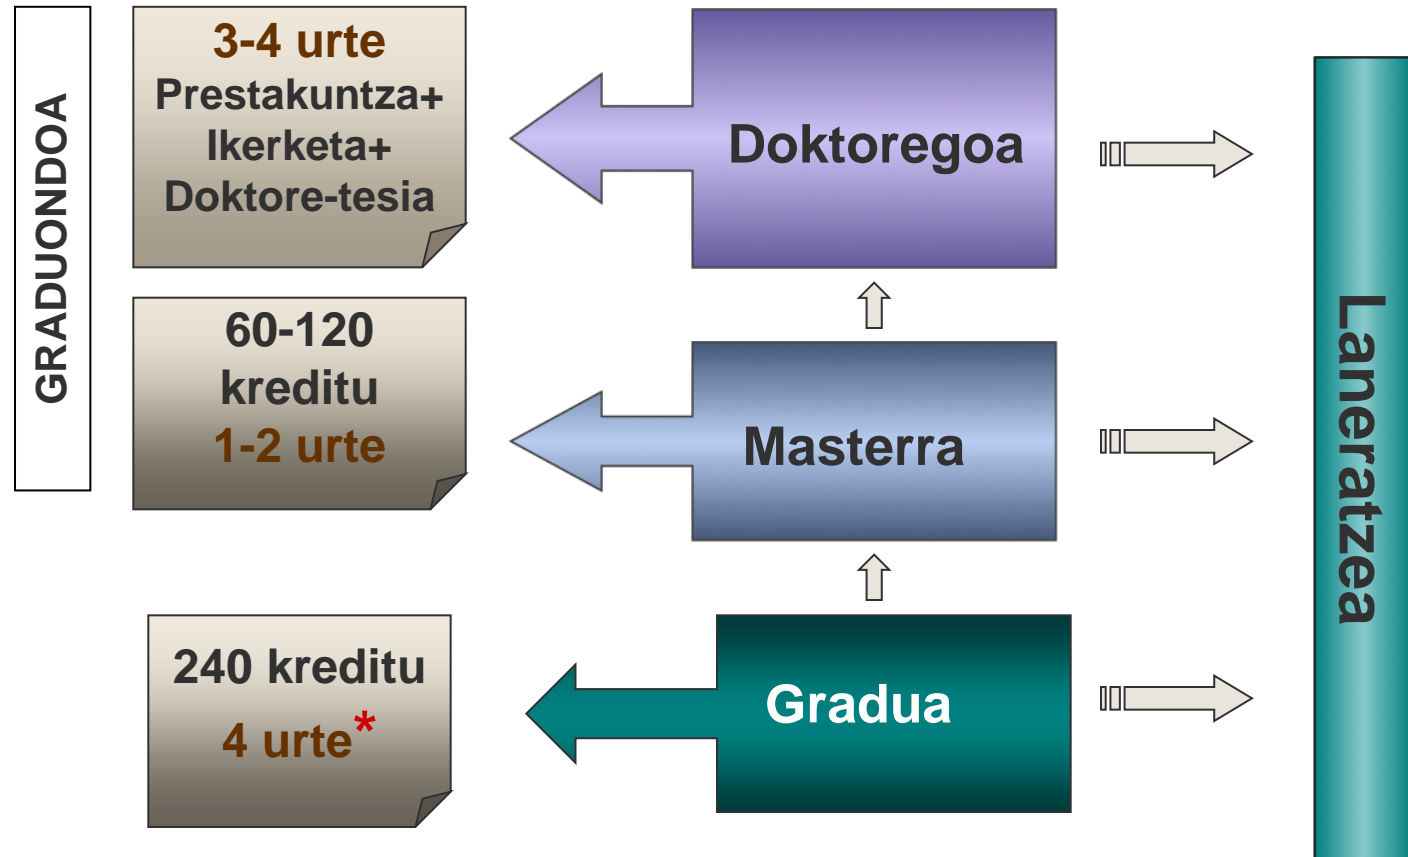 GRADUONDOA
3-4 urte
Prestakuntza+
Ikerketa+
Doktore-tesia
Doktoregoa
60-120
kreditu
1-2 urte
Masterra
240 kreditu
4 urte*
Gradua
Laneratzea